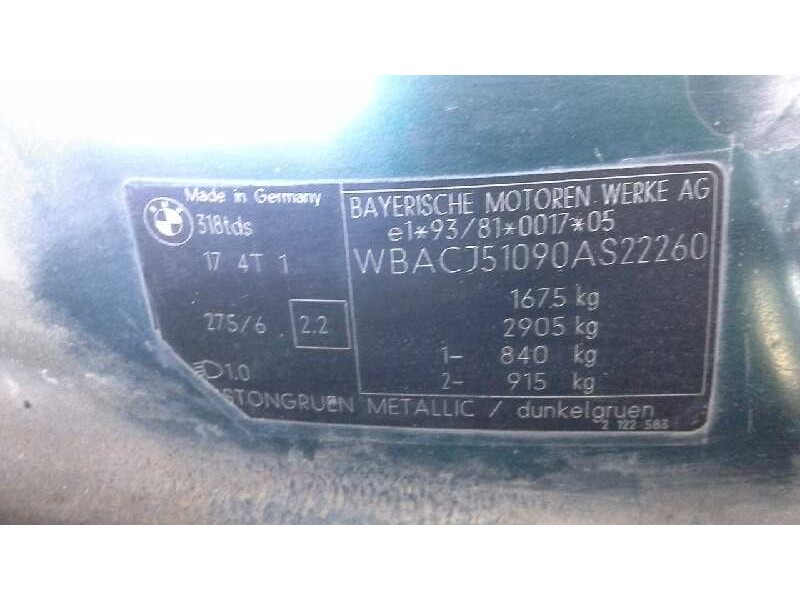 Made in Germany
BMW
318tds
17 4T 1
275/6 2.2
1.0
BAYERISCHE MOTOREN WERKE AG
e1*93/81*0017*05
WBACJ51090AS22260
1675 kg
2905 kg
1- 840 kg
2- 915 kg
METALLIC / dunkelgruen
2 122 583